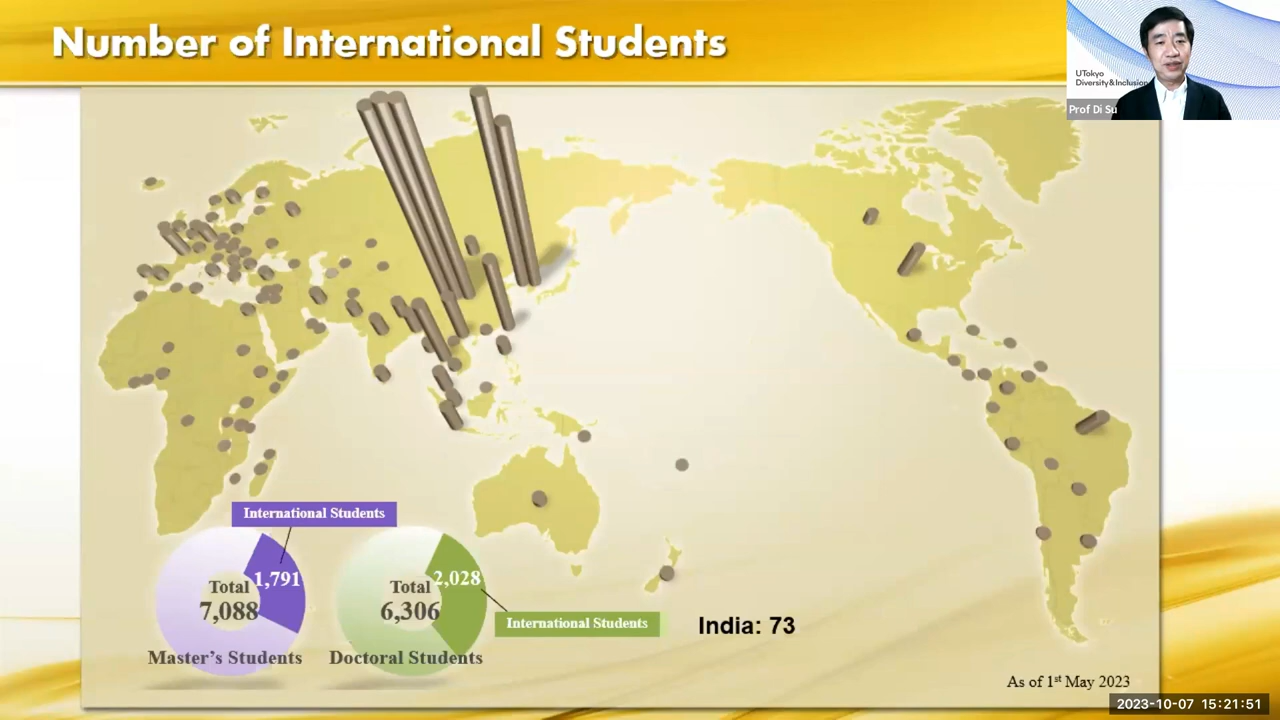 Number of International Students
UTokyo
Diversity&Inclusion
Prof Di Su
International Students
Total
7,088
1,791
Master's Students
Total
6,306
2,028
Doctoral Students
International Students
India: 73
As of 1st May 2023
2023-10-07 15:21:51